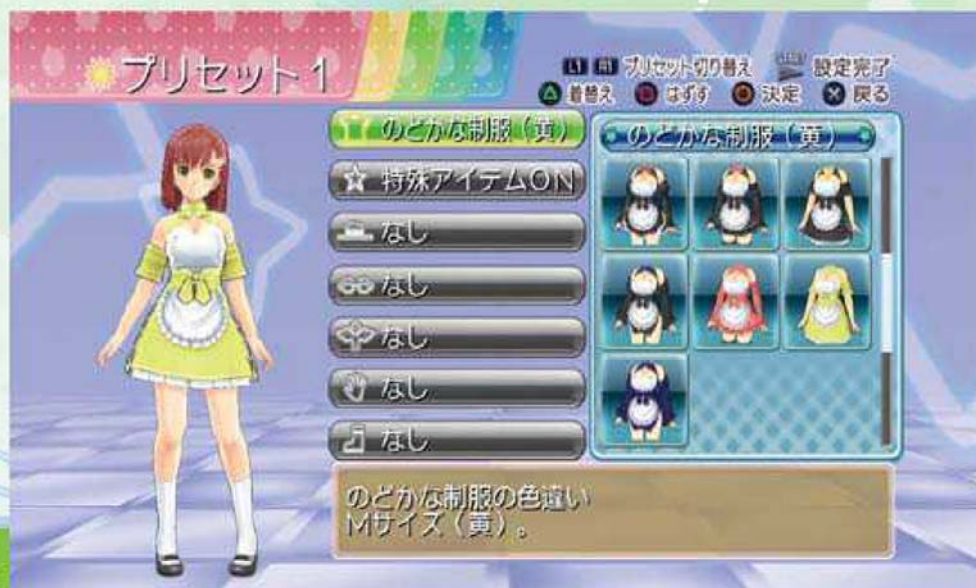 プリセット1
L1 R1 プリセット切り替え START 設定完了
△ 着替え □ はずす ○ 決定 × 戻る
のどかな制服（黄）
特殊アイテムON
なし
なし
なし
なし
なし
のどかな制服（黄）
のどかな制服の色違い
Mサイズ（黄）。